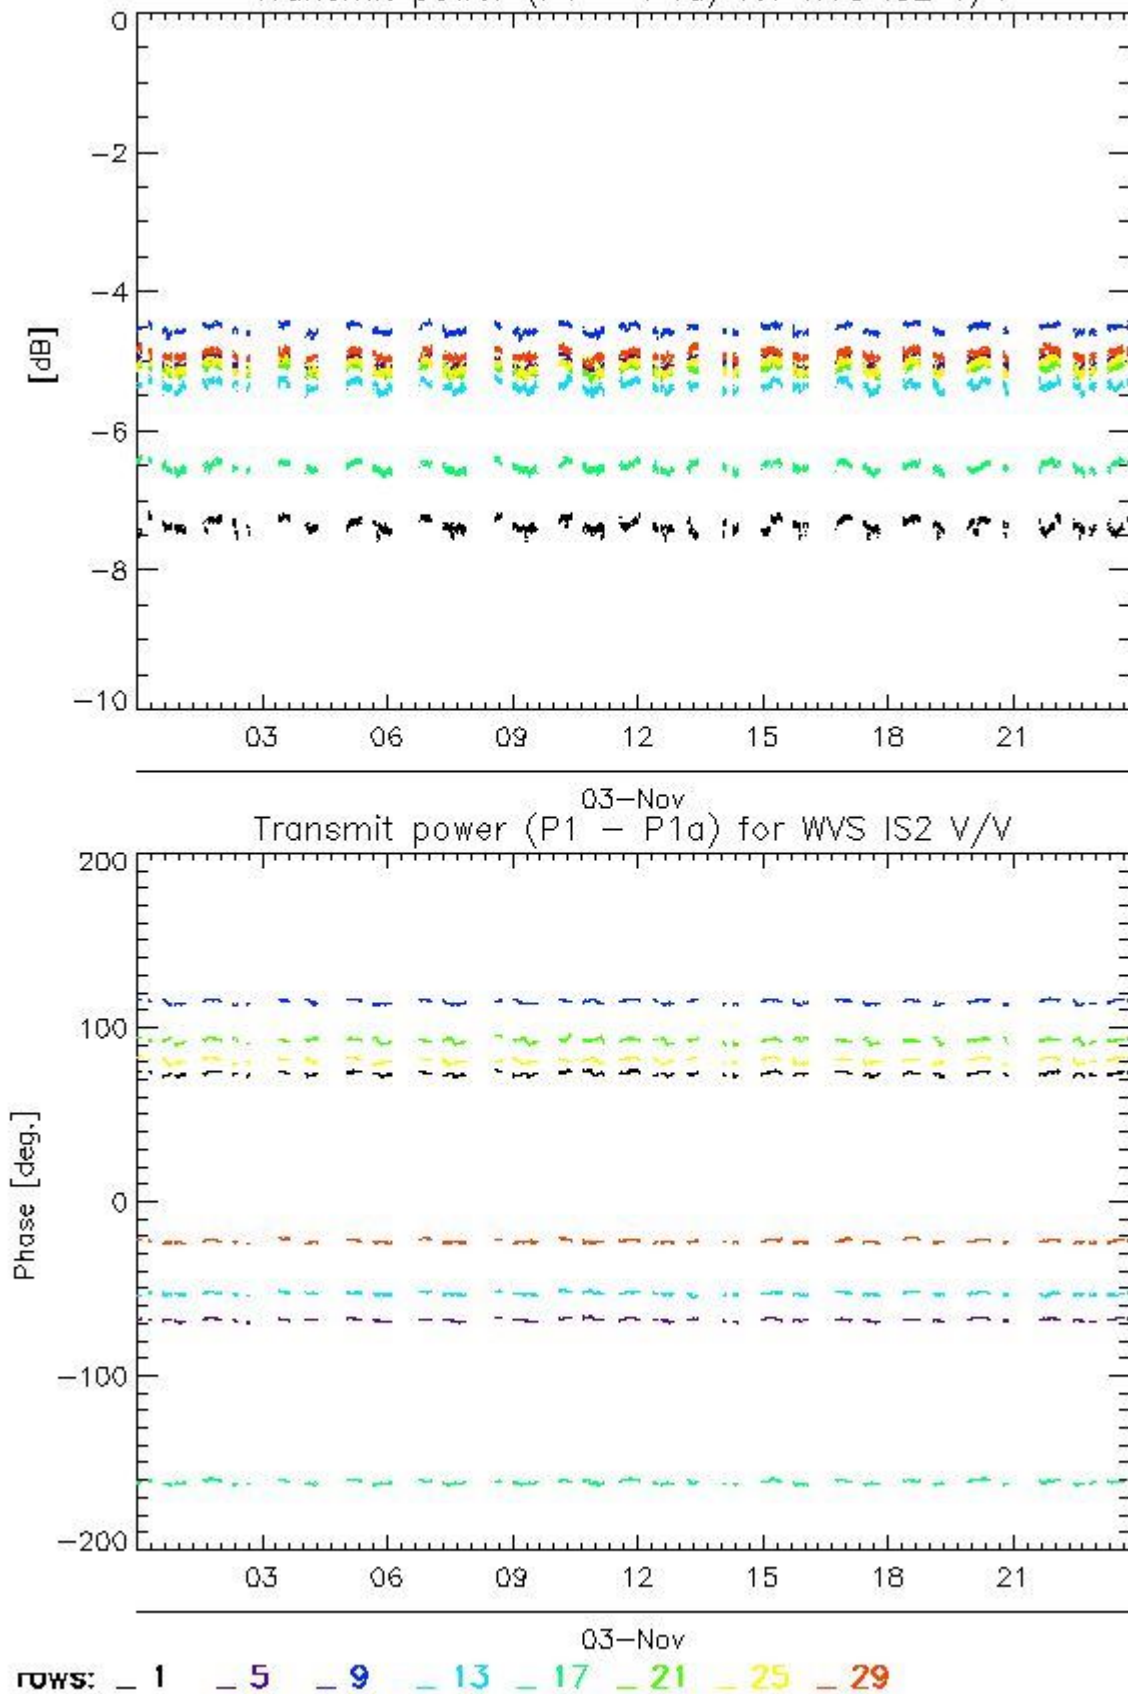 0
−2
−4
[dB]
−6
−8
−10
03 06 09 12 15 18 21
03−Nov
Transmit power (P1 − P1a) for WVS IS2 V/V
200
100
0
Phase [deg.]
−100
−200
03 06 09 12 15 18 21
03−Nov
rows: _ 1 _ 5 _ 9 _ 13 _ 17 _ 21 _ 25 _ 29